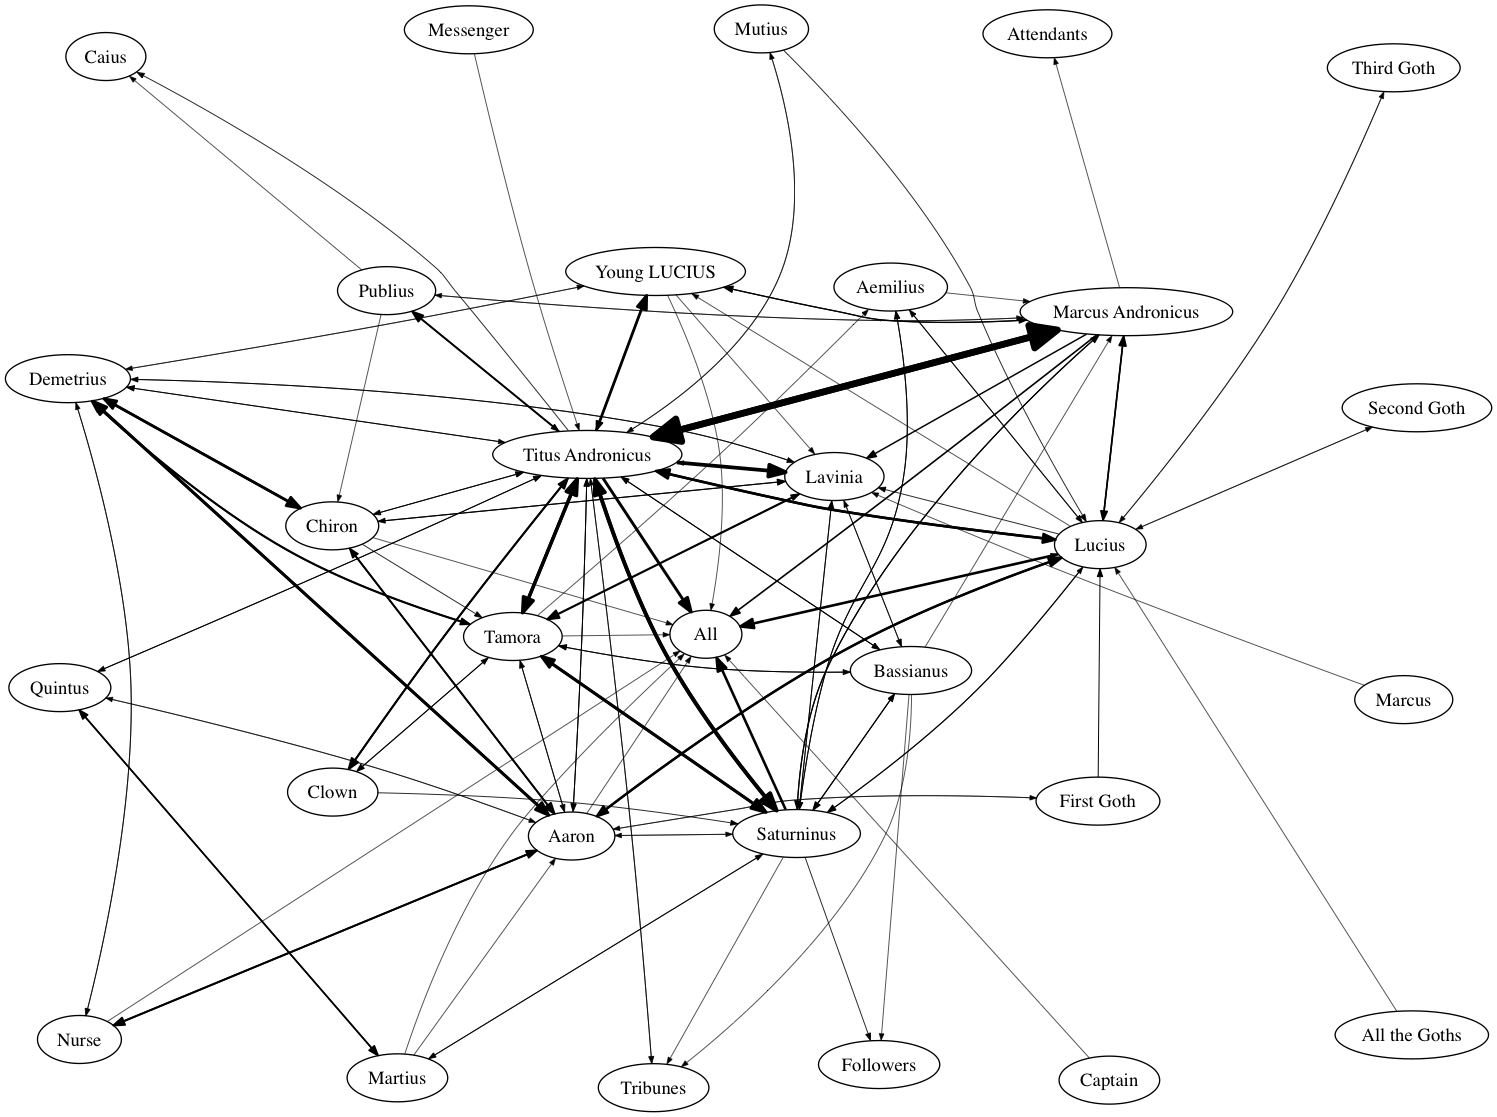 Messenger
Mutius
Attendants
Caius
Third Goth
Young LUCIUS
Aemilius
Publius
Marcus Andronicus
Demetrius
Second Goth
Titus Andronicus
Lavinia
Chiron
Lucius
Tamora
All
Bassianus
Quintus
Marcus
Clown
First Goth
Aaron
Saturninus
Nurse
All the Goths
Followers
Martius
Captain
Tribunes